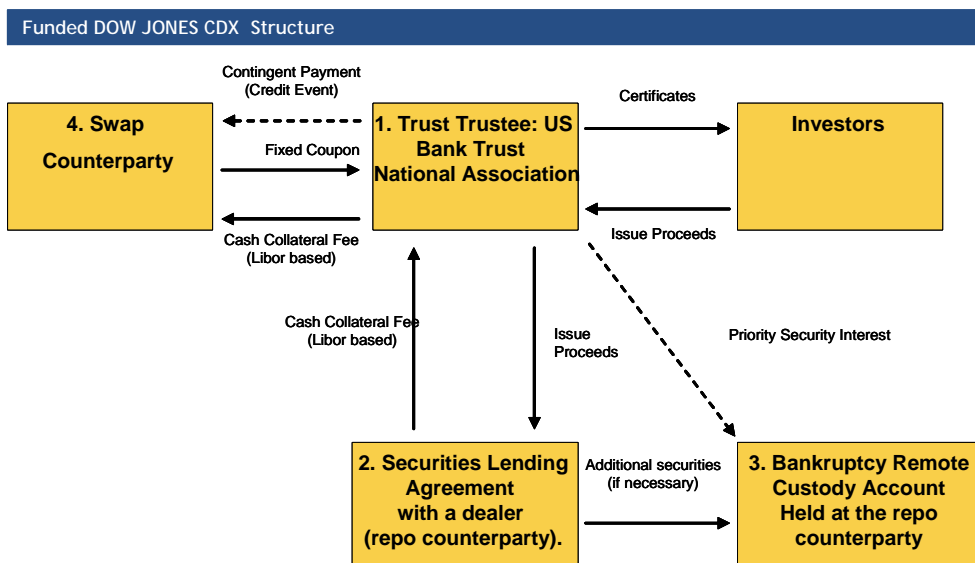 Funded DOW JONES CDX Structure
Contingent Payment
(Credit Event)
Certificates
4. Swap
Counterparty
1. Trust Trustee: US
Bank Trust
National Association
Investors
Fixed Coupon
Cash Collateral Fee
(Libor based)
Issue Proceeds
Cash Collateral Fee
(Libor based)
Issue
Proceeds
Priority Security Interest
2. Securities Lending
Agreement
with a dealer
(repo counterparty).
Additional securities
(if necessary)
3. Bankruptcy Remote
Custody Account
Held at the repo
counterparty